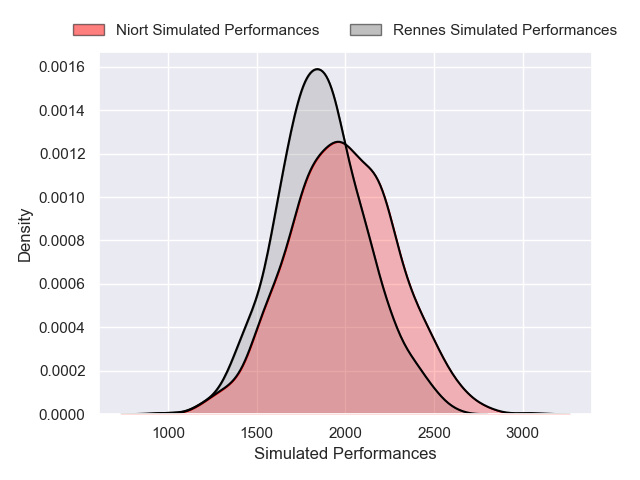 Niort Simulated Performances Rennes Simulated Performances
0.0016
0.0014
0.0012
0.0010
0.0008
0.0006
0.0004
0.0002
0.0000
Density
1000 1500 2000 2500 3000
Simulated Performances